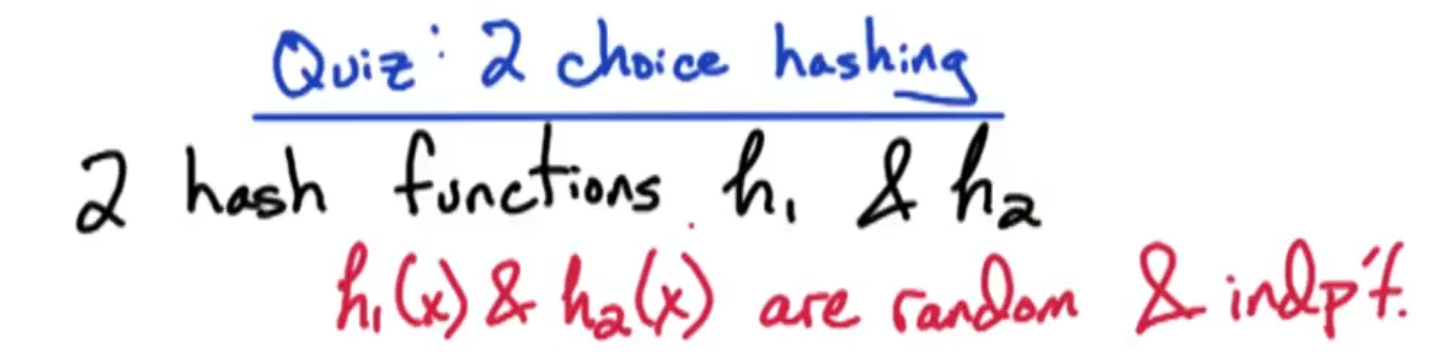 Quiz: 2 choice hashing
2 hash functions h₁ & h₂
h₁(x) & h₂(x) are random & indp't.